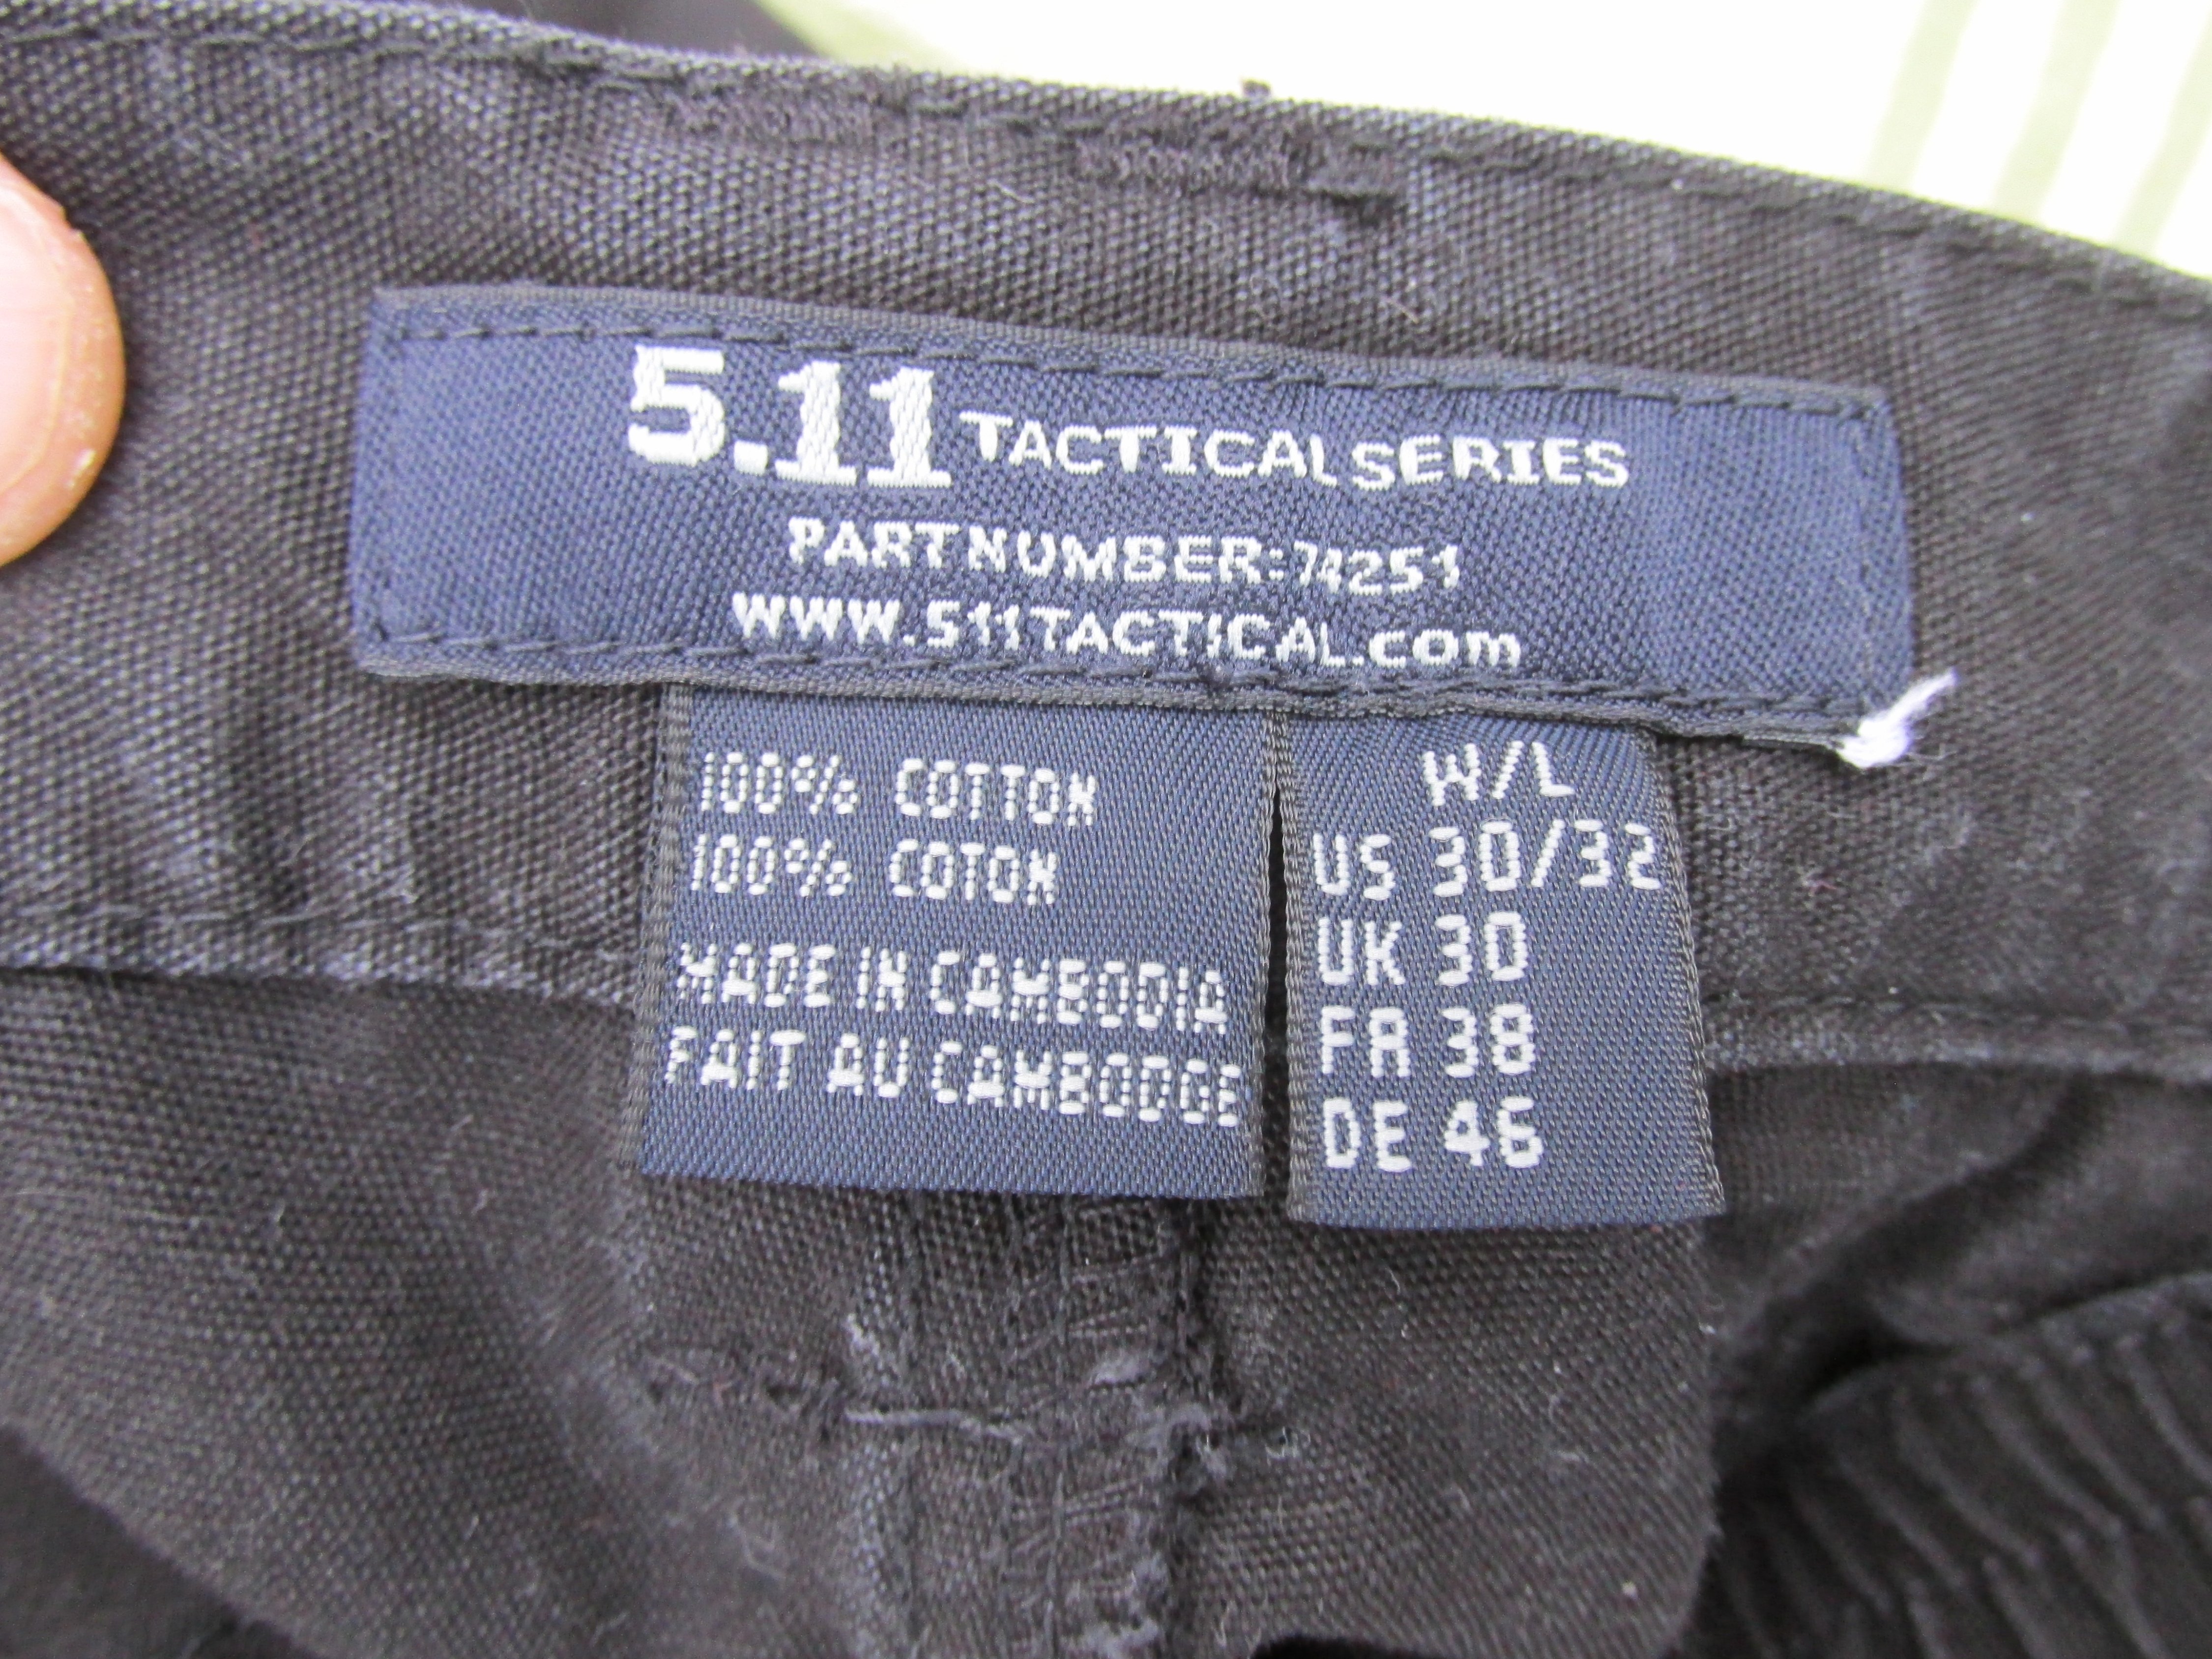 5.11 TACTICAL SERIES
PART NUMBER: 74251
WWW.511TACTICAL.com
100% COTTON
100% COTON
MADE IN CAMBODIA
FAIT AU CAMBODGE
W/L
US 30/32
UK 30
FR 38
DE 46